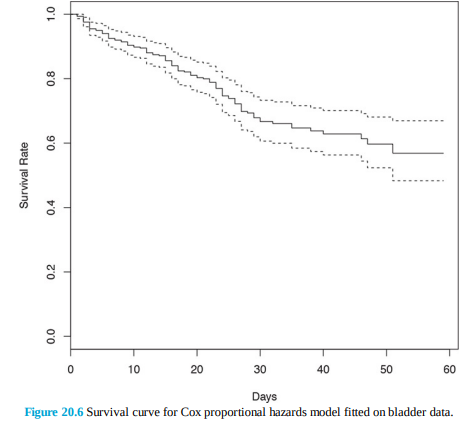 1.0
0.8
0.6
0.4
0.2
0.0
Survival Rate
0 10 20 30 40 50 60
Days
Figure 20.6 Survival curve for Cox proportional hazards model fitted on bladder data.